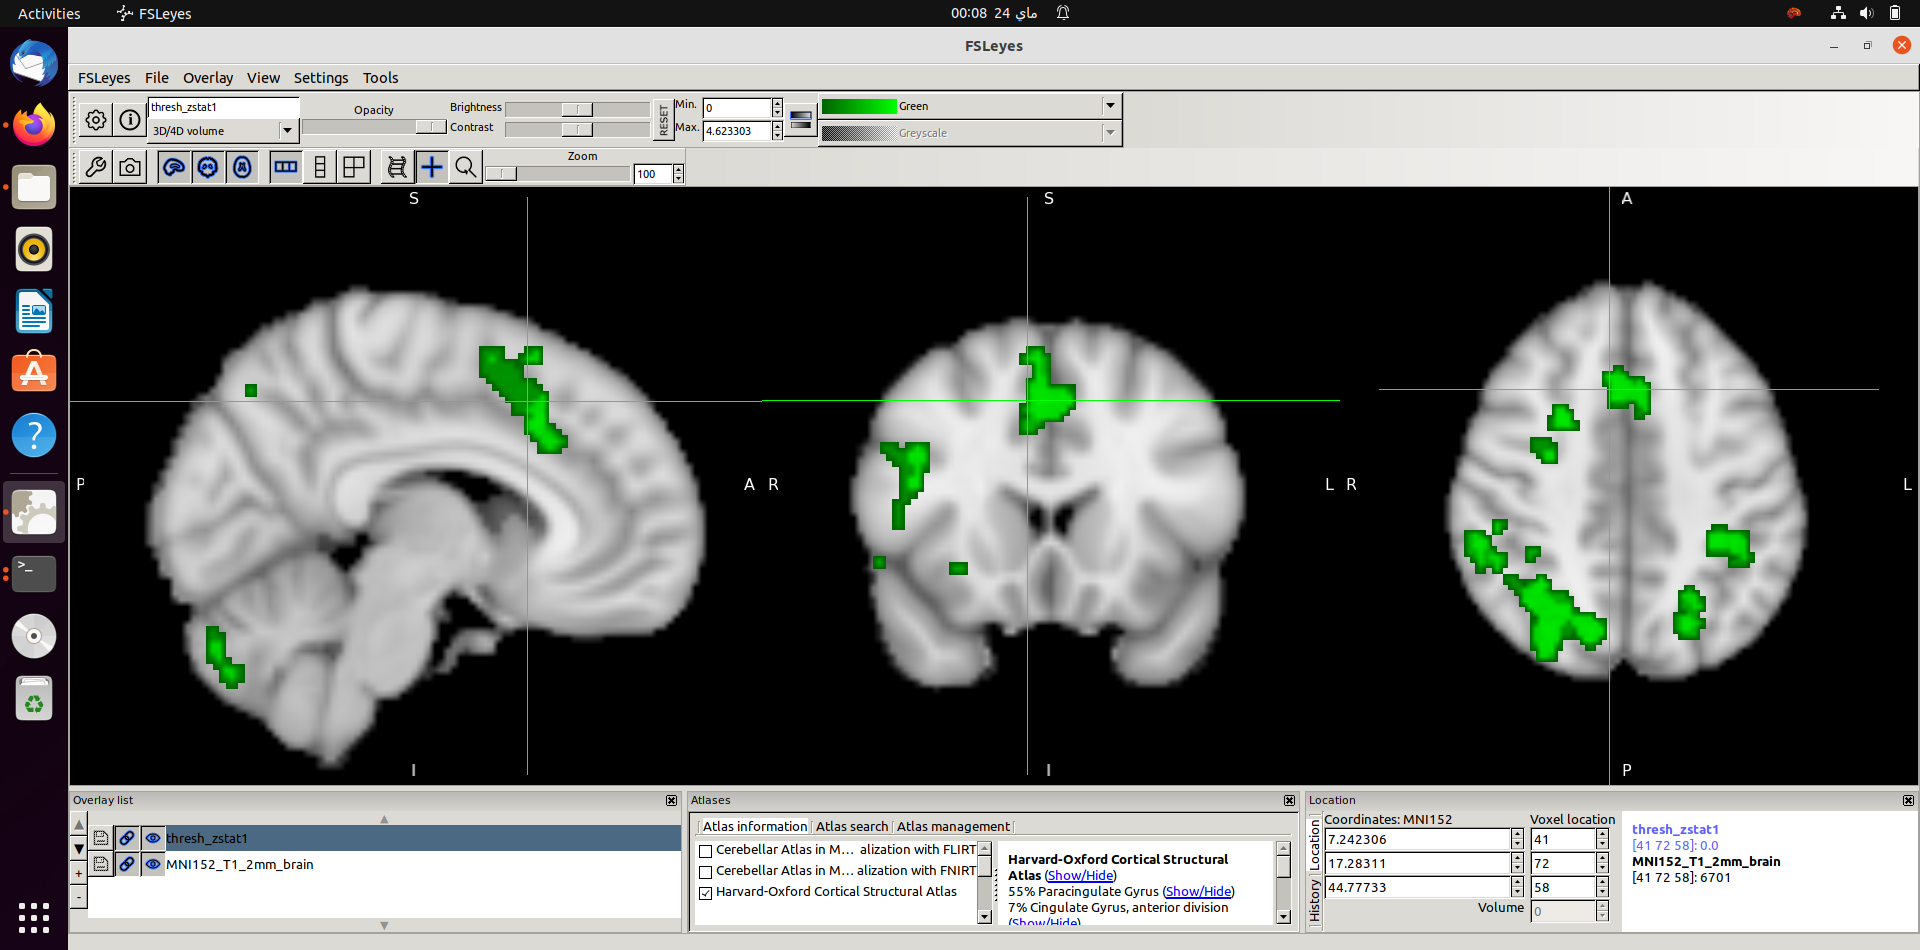 Activities FSLeyes 00:08 24 ماي
FSLeyes
FSLeyes File Overlay View Settings Tools
thresh_zstat1
3D/4D volume
Opacity
Brightness
Contrast
RESET
Min. 0
Max. 4.623303
Green
Greyscale
Zoom
100
S S A
P A R L R L
I I P
Overlay list
thresh_zstat1
MNI152_T1_2mm_brain
Atlases
Atlas information Atlas search Atlas management
Cerebellar Atlas in M... alization with FLIRT
Cerebellar Atlas in M... alization with FNIRT
Harvard-Oxford Cortical Structural Atlas
Harvard-Oxford Cortical Structural
Atlas (Show/Hide)
55% Paracingulate Gyrus (Show/Hide)
7% Cingulate Gyrus, anterior division
(Show/Hide)
Location
Location
History
Coordinates: MNI152 Voxel location
7.242306 41
17.28311 72
44.77733 58
Volume 0
thresh_zstat1
[41 72 58]: 0.0
MNI152_T1_2mm_brain
[41 72 58]: 6701